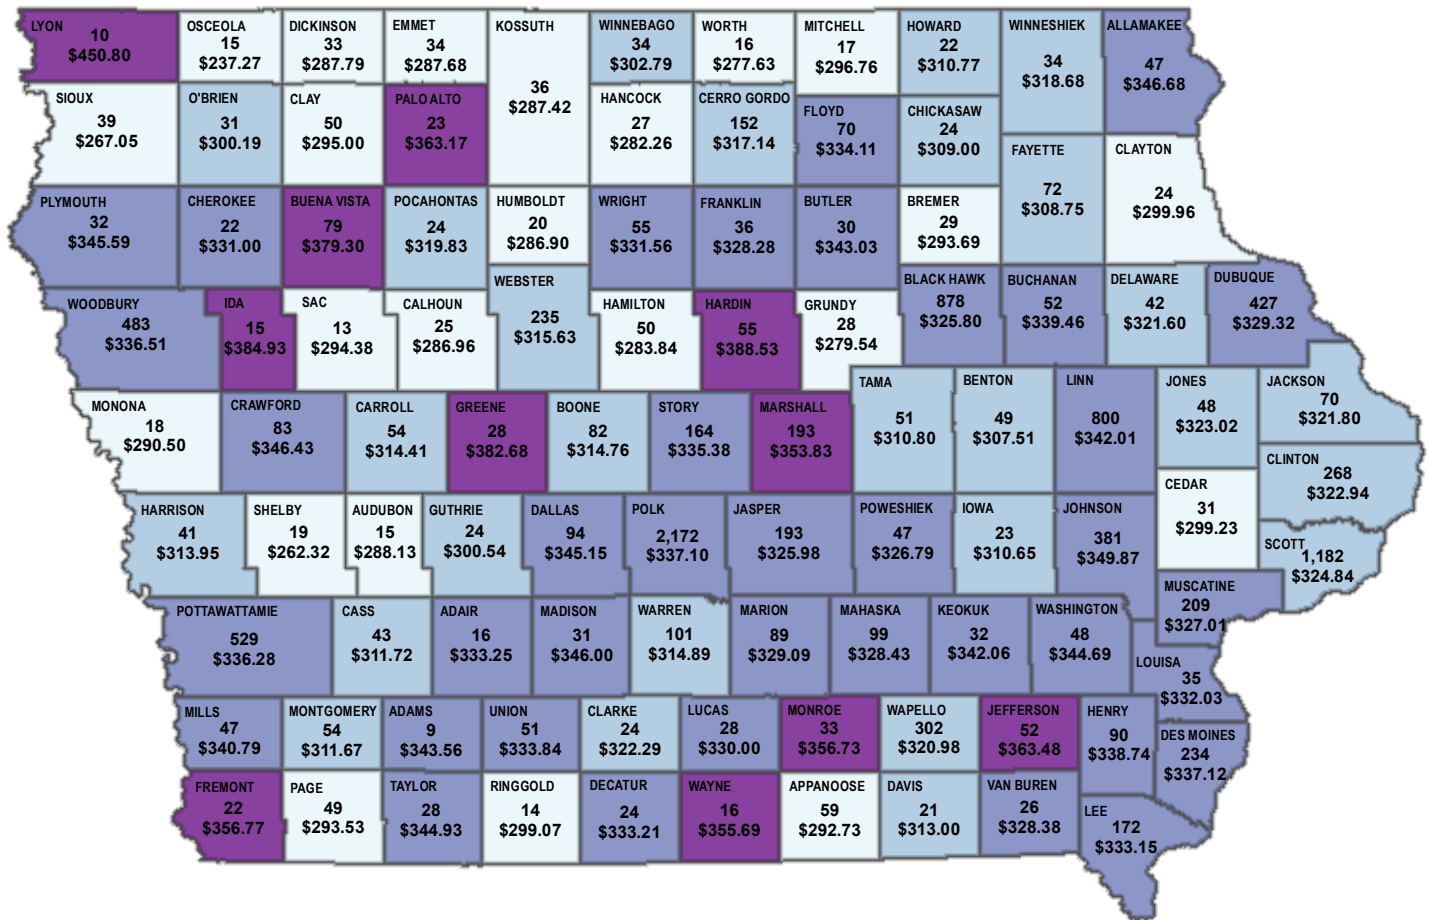 LYON
10
$450.80
OSCEOLA
15
$237.27
DICKINSON
33
$287.79
EMMET
34
$287.68
KOSSUTH
36
$287.42
WINNEBAGO
34
$302.79
WORTH
16
$277.63
MITCHELL
17
$296.76
HOWARD
22
$310.77
WINNESHIEK
34
$318.68
ALLAMAKEE
47
$346.68
SIOUX
39
$267.05
O'BRIEN
31
$300.19
CLAY
50
$295.00
PALO ALTO
23
$363.17
HANCOCK
27
$282.26
CERRO GORDO
152
$317.14
FLOYD
70
$334.11
CHICKASAW
24
$309.00
FAYETTE
72
$308.75
CLAYTON
24
$299.96
PLYMOUTH
32
$345.59
CHEROKEE
22
$331.00
BUENA VISTA
79
$379.30
POCAHONTAS
24
$319.83
HUMBOLDT
20
$286.90
WRIGHT
55
$331.56
FRANKLIN
36
$328.28
BUTLER
30
$343.03
BREMER
29
$293.69
WOODBURY
483
$336.51
IDA
15
$384.93
SAC
13
$294.38
CALHOUN
25
$286.96
WEBSTER
235
$315.63
HAMILTON
50
$283.84
HARDIN
55
$388.53
GRUNDY
28
$279.54
BLACK HAWK
878
$325.80
BUCHANAN
52
$339.46
DELAWARE
42
$321.60
DUBUQUE
427
$329.32
MONONA
18
$290.50
CRAWFORD
83
$346.43
CARROLL
54
$314.41
GREENE
28
$382.68
BOONE
82
$314.76
STORY
164
$335.38
MARSHALL
193
$353.83
TAMA
51
$310.80
BENTON
49
$307.51
LINN
800
$342.01
JONES
48
$323.02
JACKSON
70
$321.80
CLINTON
268
$322.94
CEDAR
31
$299.23
HARRISON
41
$313.95
SHELBY
19
$262.32
AUDUBON
15
$288.13
GUTHRIE
24
$300.54
DALLAS
94
$345.15
POLK
2,172
$337.10
JASPER
193
$325.98
POWESHIEK
47
$326.79
IOWA
23
$310.65
JOHNSON
381
$349.87
SCOTT
1,182
$324.84
MUSCATINE
209
$327.01
POTTAWATTAMIE
529
$336.28
CASS
43
$311.72
ADAIR
16
$333.25
MADISON
31
$346.00
WARREN
101
$314.89
MARION
89
$329.09
MAHASKA
99
$328.43
KEOKUK
32
$342.06
WASHINGTON
48
$344.69
LOUISA
35
$332.03
MILLS
47
$340.79
MONTGOMERY
54
$311.67
ADAMS
9
$343.56
UNION
51
$333.84
CLARKE
24
$322.29
LUCAS
28
$330.00
MONROE
33
$356.73
WAPELLO
302
$320.98
JEFFERSON
52
$363.48
HENRY
90
$338.74
DES MOINES
234
$337.12
FREMONT
22
$356.77
PAGE
49
$293.53
TAYLOR
28
$344.93
RINGGOLD
14
$299.07
DECATUR
24
$333.21
WAYNE
16
$355.69
APPANOOSE
59
$292.73
DAVIS
21
$313.00
VAN BUREN
26
$328.38
LEE
172
$333.15